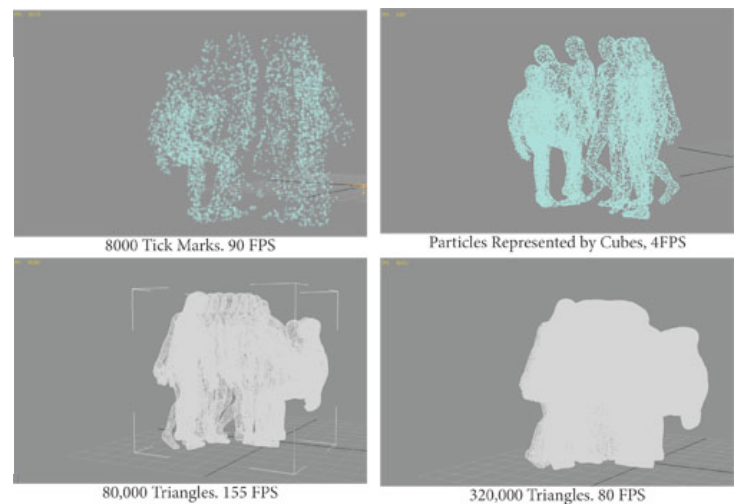 8000 Tick Marks. 90 FPS
Particles Represented by Cubes, 4FPS
80,000 Triangles. 155 FPS
320,000 Triangles. 80 FPS